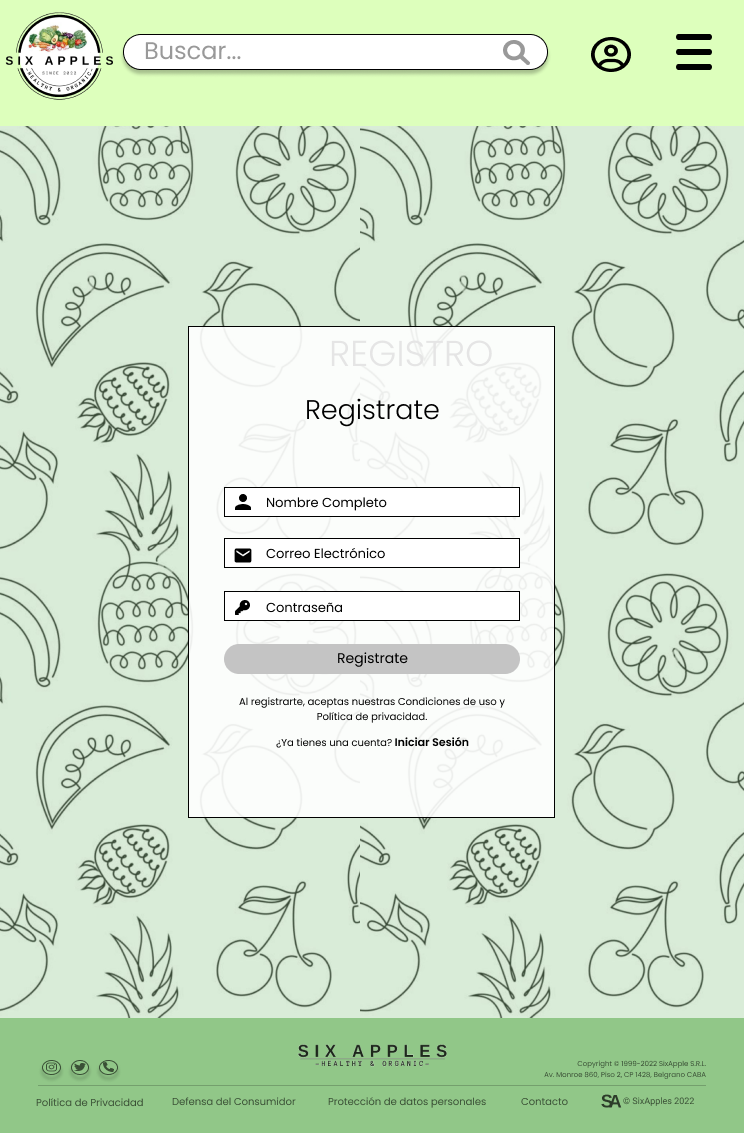 SIX APPLES
SINCE 2022
HEALTHY & ORGANIC
Buscar...
REGISTRO
Registrate
Nombre Completo
Correo Electrónico
Contraseña
Registrate
Al registrarte, aceptas nuestras Condiciones de uso y
Política de privacidad.
¿Ya tienes una cuenta? Iniciar Sesión
SIX APPLES
-HEALTHY & ORGANIC-
Copyright © 1999-2022 SixApple S.R.L.
Av. Monroe 860, Piso 2, CP 1428, Belgrano CABA
Política de Privacidad
Defensa del Consumidor
Protección de datos personales
Contacto
SA © SixApples 2022